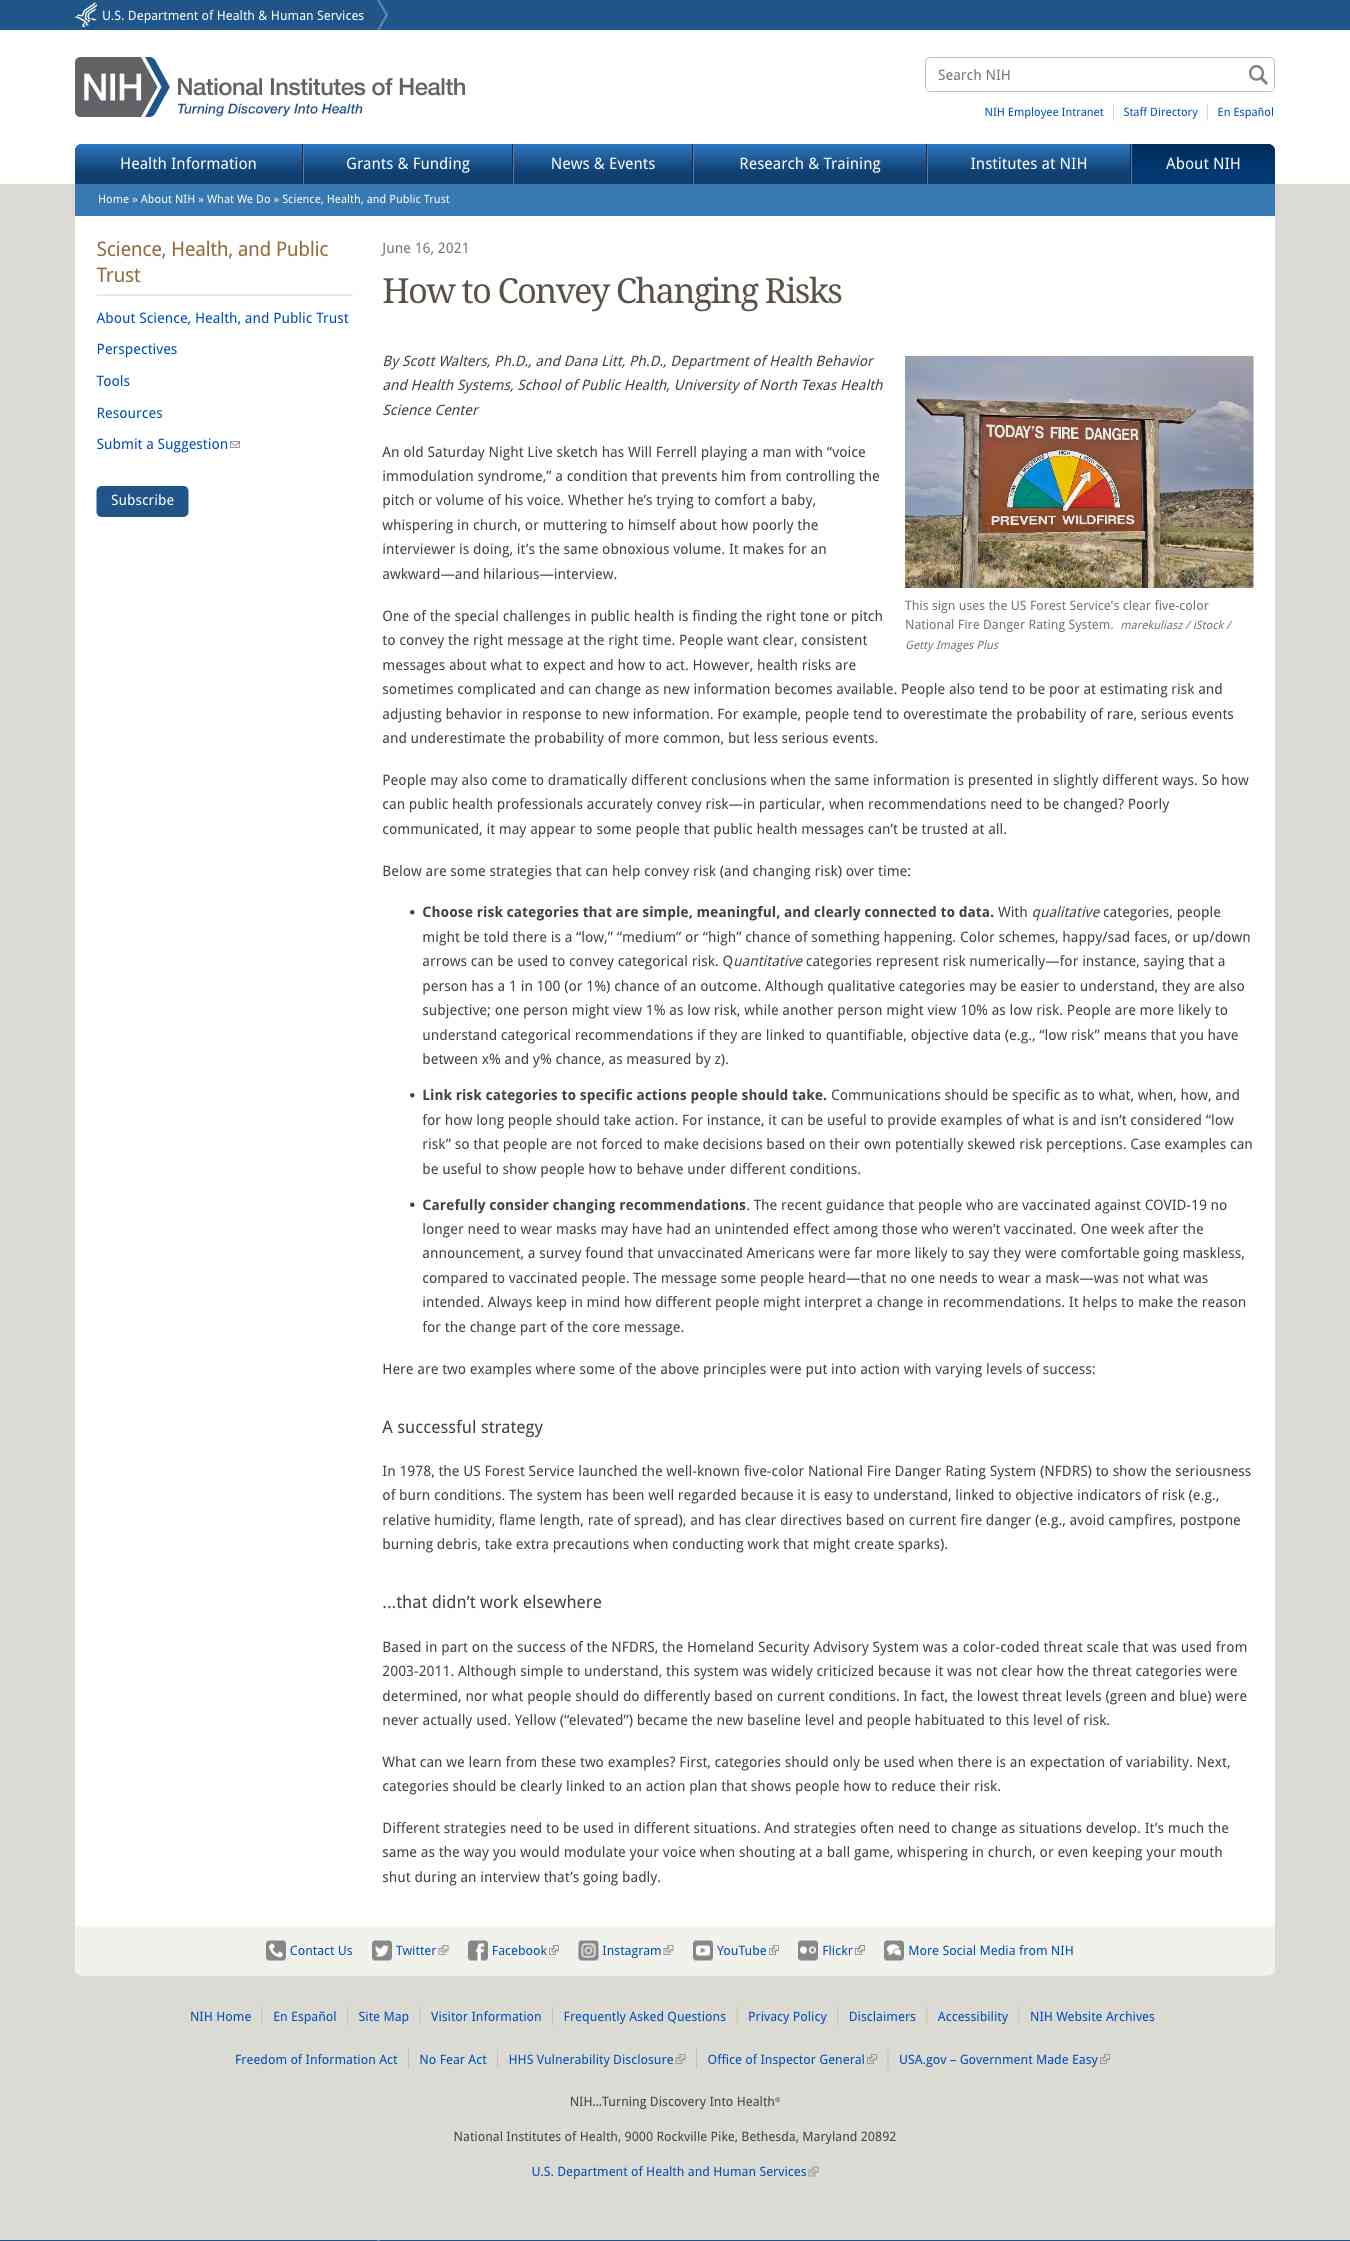 U.S. Department of Health & Human Services
NIH
National Institutes of Health
Turning Discovery Into Health
Search NIH
NIH Employee Intranet
Staff Directory
En Español
Health Information
Grants & Funding
News & Events
Research & Training
Institutes at NIH
About NIH
Home » About NIH » What We Do » Science, Health, and Public Trust
Science, Health, and Public
Trust
About Science, Health, and Public Trust
Perspectives
Tools
Resources
Submit a Suggestion
Subscribe
June 16, 2021
How to Convey Changing Risks
By Scott Walters, Ph.D., and Dana Litt, Ph.D., Department of Health Behavior
and Health Systems, School of Public Health, University of North Texas Health
Science Center
TODAY'S FIRE DANGER
HIGH
PREVENT WILDFIRES
This sign uses the US Forest Service's clear five-color
National Fire Danger Rating System. marekuliasz / iStock /
Getty Images Plus
An old Saturday Night Live sketch has Will Ferrell playing a man with “voice
immodulation syndrome,” a condition that prevents him from controlling the
pitch or volume of his voice. Whether he’s trying to comfort a baby,
whispering in church, or muttering to himself about how poorly the
interviewer is doing, it’s the same obnoxious volume. It makes for an
awkward—and hilarious—interview.
One of the special challenges in public health is finding the right tone or pitch
to convey the right message at the right time. People want clear, consistent
messages about what to expect and how to act. However, health risks are
sometimes complicated and can change as new information becomes available. People also tend to be poor at estimating risk and
adjusting behavior in response to new information. For example, people tend to overestimate the probability of rare, serious events
and underestimate the probability of more common, but less serious events.
People may also come to dramatically different conclusions when the same information is presented in slightly different ways. So how
can public health professionals accurately convey risk—in particular, when recommendations need to be changed? Poorly
communicated, it may appear to some people that public health messages can’t be trusted at all.
Below are some strategies that can help convey risk (and changing risk) over time:
• Choose risk categories that are simple, meaningful, and clearly connected to data. With qualitative categories, people
might be told there is a “low,” “medium” or “high” chance of something happening. Color schemes, happy/sad faces, or up/down
arrows can be used to convey categorical risk. Quantitative categories represent risk numerically—for instance, saying that a
person has a 1 in 100 (or 1%) chance of an outcome. Although qualitative categories may be easier to understand, they are also
subjective; one person might view 1% as low risk, while another person might view 10% as low risk. People are more likely to
understand categorical recommendations if they are linked to quantifiable, objective data (e.g., “low risk” means that you have
between x% and y% chance, as measured by z).
• Link risk categories to specific actions people should take. Communications should be specific as to what, when, how, and
for how long people should take action. For instance, it can be useful to provide examples of what is and isn’t considered “low
risk” so that people are not forced to make decisions based on their own potentially skewed risk perceptions. Case examples can
be useful to show people how to behave under different conditions.
• Carefully consider changing recommendations. The recent guidance that people who are vaccinated against COVID-19 no
longer need to wear masks may have had an unintended effect among those who weren’t vaccinated. One week after the
announcement, a survey found that unvaccinated Americans were far more likely to say they were comfortable going maskless,
compared to vaccinated people. The message some people heard—that no one needs to wear a mask—was not what was
intended. Always keep in mind how different people might interpret a change in recommendations. It helps to make the reason
for the change part of the core message.
Here are two examples where some of the above principles were put into action with varying levels of success:
A successful strategy
In 1978, the US Forest Service launched the well-known five-color National Fire Danger Rating System (NFDRS) to show the seriousness
of burn conditions. The system has been well regarded because it is easy to understand, linked to objective indicators of risk (e.g.,
relative humidity, flame length, rate of spread), and has clear directives based on current fire danger (e.g., avoid campfires, postpone
burning debris, take extra precautions when conducting work that might create sparks).
...that didn’t work elsewhere
Based in part on the success of the NFDRS, the Homeland Security Advisory System was a color-coded threat scale that was used from
2003-2011. Although simple to understand, this system was widely criticized because it was not clear how the threat categories were
determined, nor what people should do differently based on current conditions. In fact, the lowest threat levels (green and blue) were
never actually used. Yellow (“elevated”) became the new baseline level and people habituated to this level of risk.
What can we learn from these two examples? First, categories should only be used when there is an expectation of variability. Next,
categories should be clearly linked to an action plan that shows people how to reduce their risk.
Different strategies need to be used in different situations. And strategies often need to change as situations develop. It’s much the
same as the way you would modulate your voice when shouting at a ball game, whispering in church, or even keeping your mouth
shut during an interview that’s going badly.
Contact Us
Twitter
Facebook
Instagram
YouTube
Flickr
More Social Media from NIH
NIH Home
En Español
Site Map
Visitor Information
Frequently Asked Questions
Privacy Policy
Disclaimers
Accessibility
NIH Website Archives
Freedom of Information Act
No Fear Act
HHS Vulnerability Disclosure
Office of Inspector General
USA.gov – Government Made Easy
NIH...Turning Discovery Into Health®
National Institutes of Health, 9000 Rockville Pike, Bethesda, Maryland 20892
U.S. Department of Health and Human Services